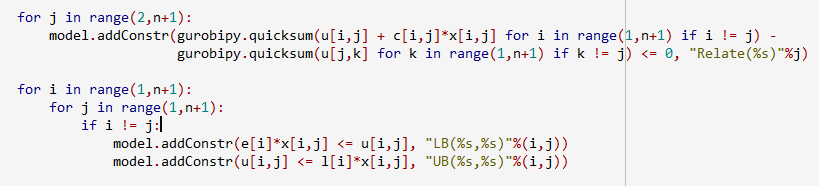 for j in range(2,n+1):
model.addConstr(gurobipy.quicksum(u[i,j] + c[i,j]*x[i,j] for i in range(1,n+1) if i != j) -
gurobipy.quicksum(u[j,k] for k in range(1,n+1) if k != j) <= 0, "Relate(%s)"%j)
for i in range(1,n+1):
for j in range(1,n+1):
if i != j:
model.addConstr(e[i]*x[i,j] <= u[i,j], "LB(%s,%s)"%(i,j))
model.addConstr(u[i,j] <= l[i]*x[i,j], "UB(%s,%s)"%(i,j))